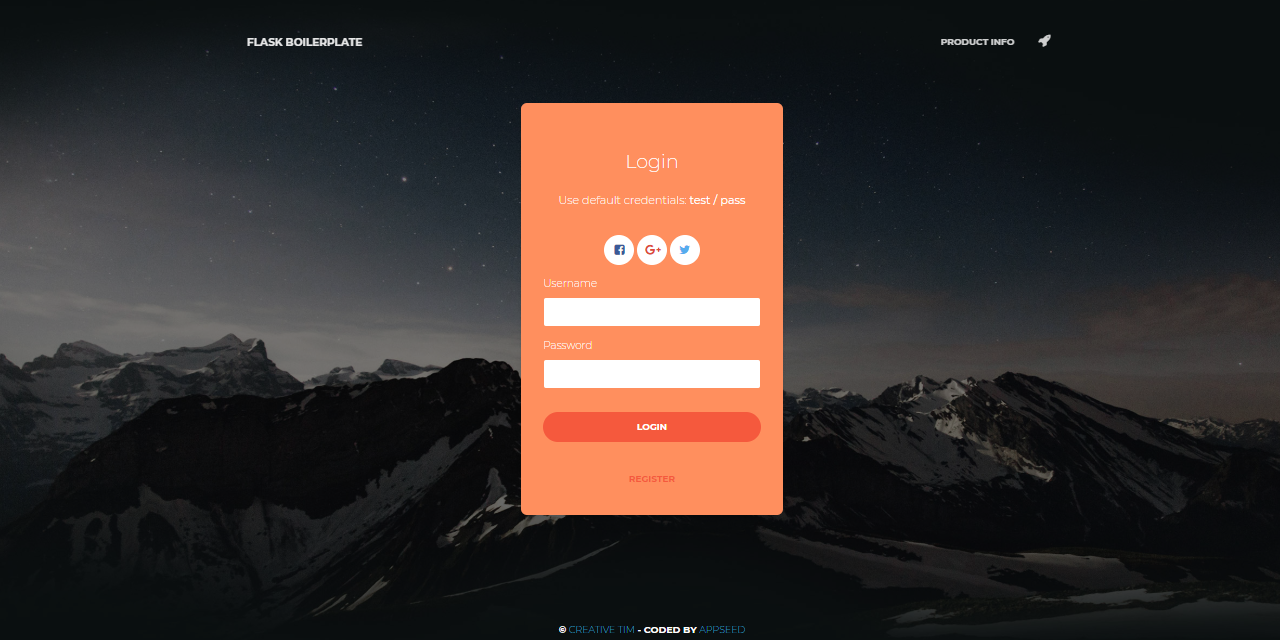 FLASK BOILERPLATE
PRODUCT INFO
Login
Use default credentials: test / pass
Username
Password
LOGIN
REGISTER
© CREATIVE TIM - CODED BY APPSEED